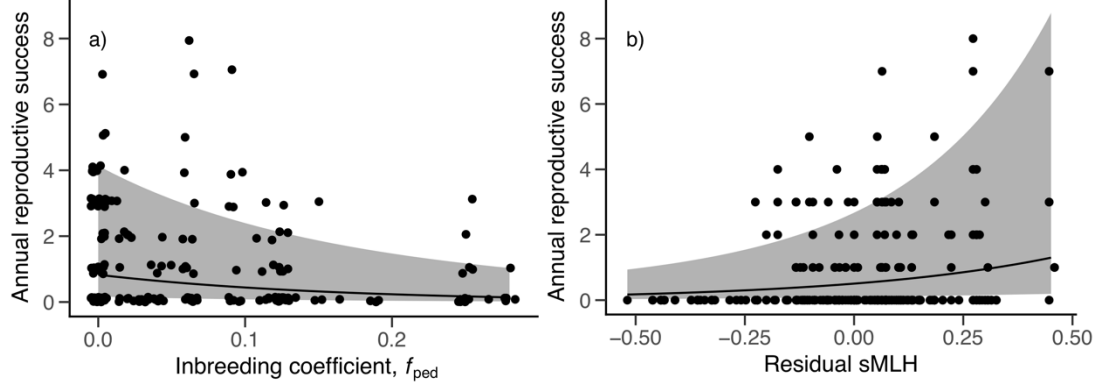 a)
Annual reproductive success
8
6
4
2
0
0.0 0.1 0.2
Inbreeding coefficient, fped
b)
Annual reproductive success
8
6
4
2
0
−0.50 −0.25 0.00 0.25 0.50
Residual sMLH